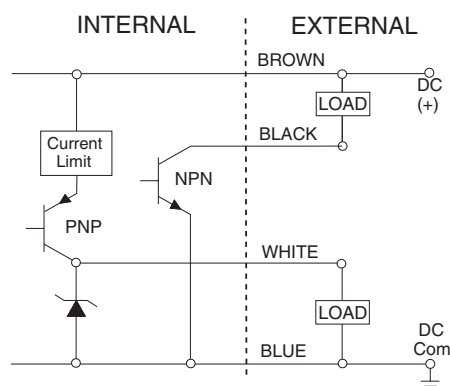 INTERNAL
EXTERNAL
BROWN
DC
(+)
LOAD
BLACK
Current
Limit
NPN
PNP
WHITE
LOAD
DC
Com
BLUE